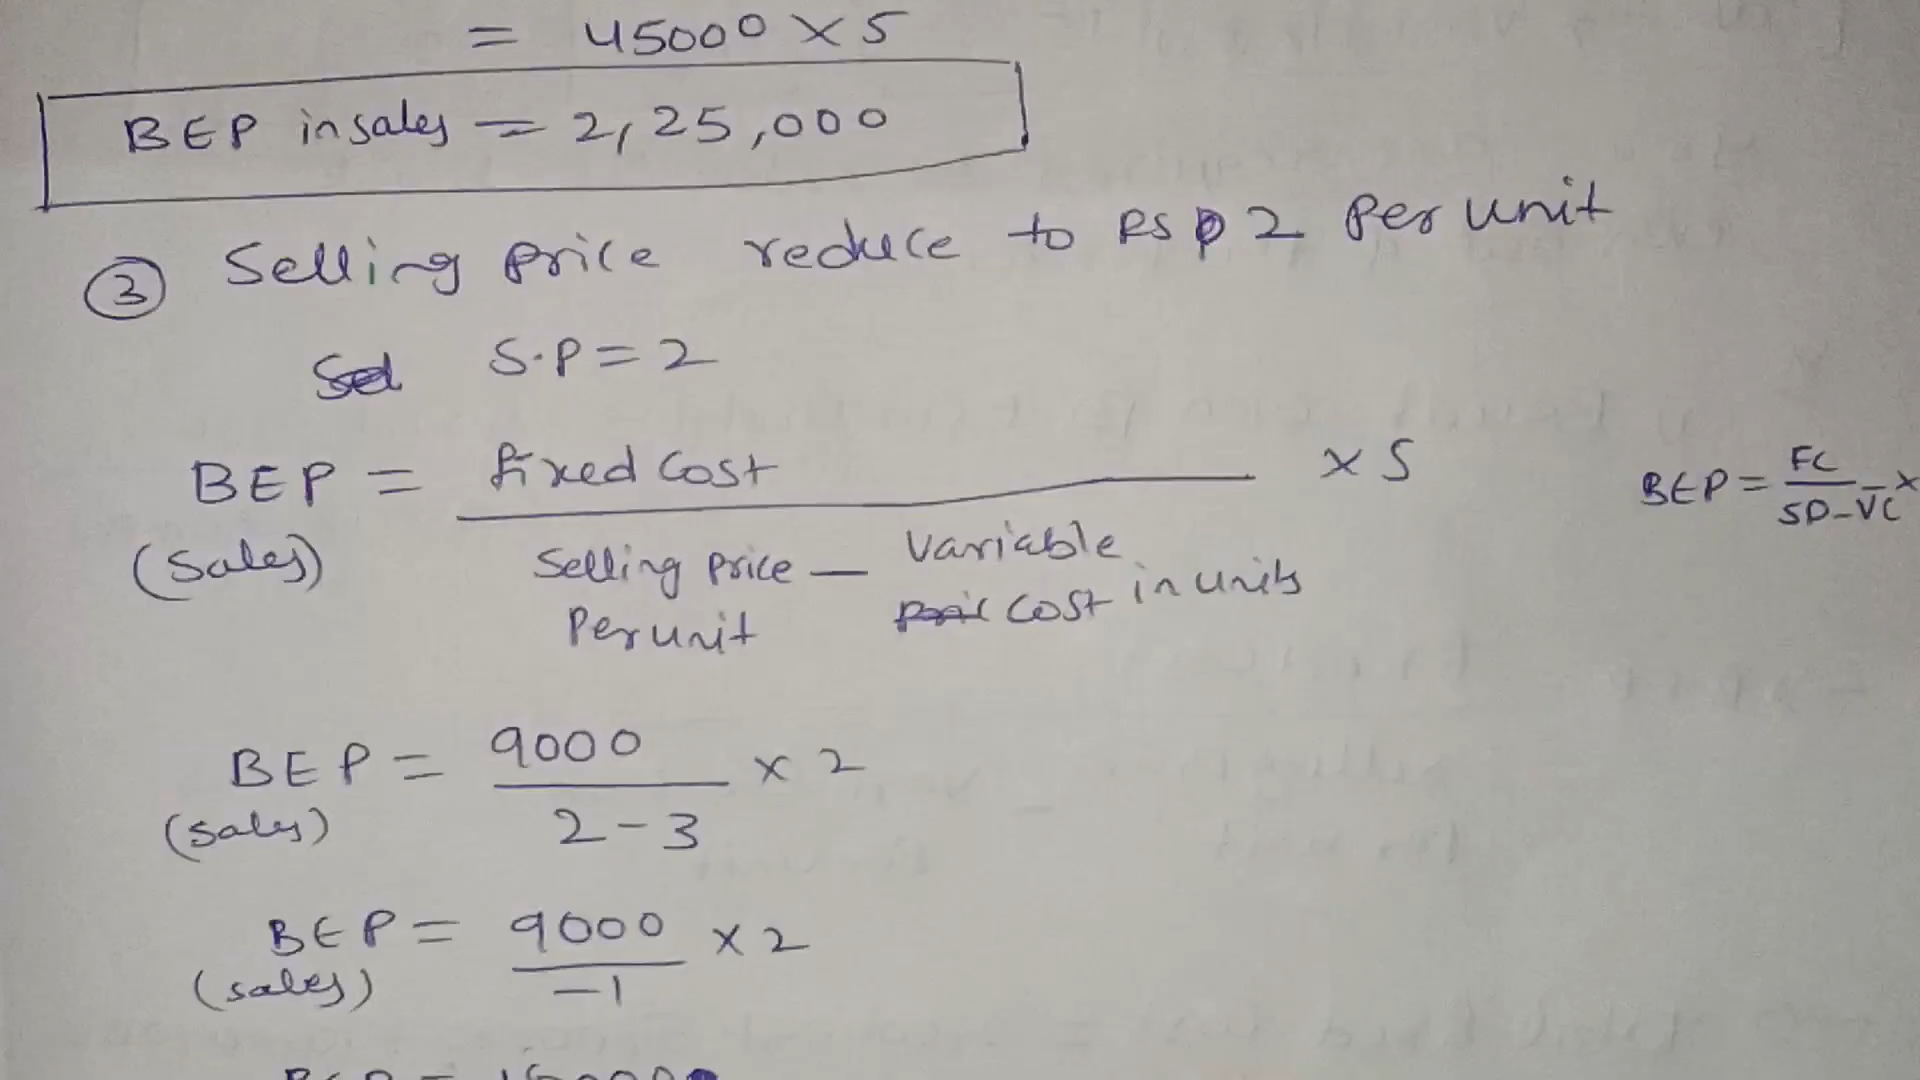 = 45000 × 5
BEP in sales = 2,25,000
③ Selling price reduce to RS 2 Per unit
S.P = 2
BEP = fixed cost × S
(sales) Selling price Per unit - Variable cost in units
BEP = FC / SP - VC ×
BEP = 9000 / 2 - 3 × 2
(sales)
BEP = 9000 / -1 × 2
(sales)